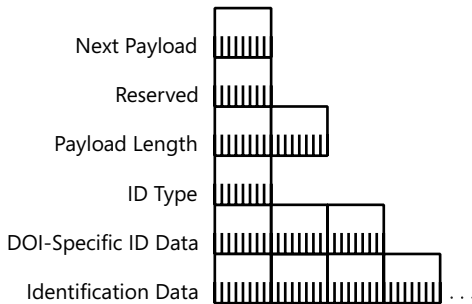 Next Payload
Reserved
Payload Length
ID Type
DOI-Specific ID Data
Identification Data ...